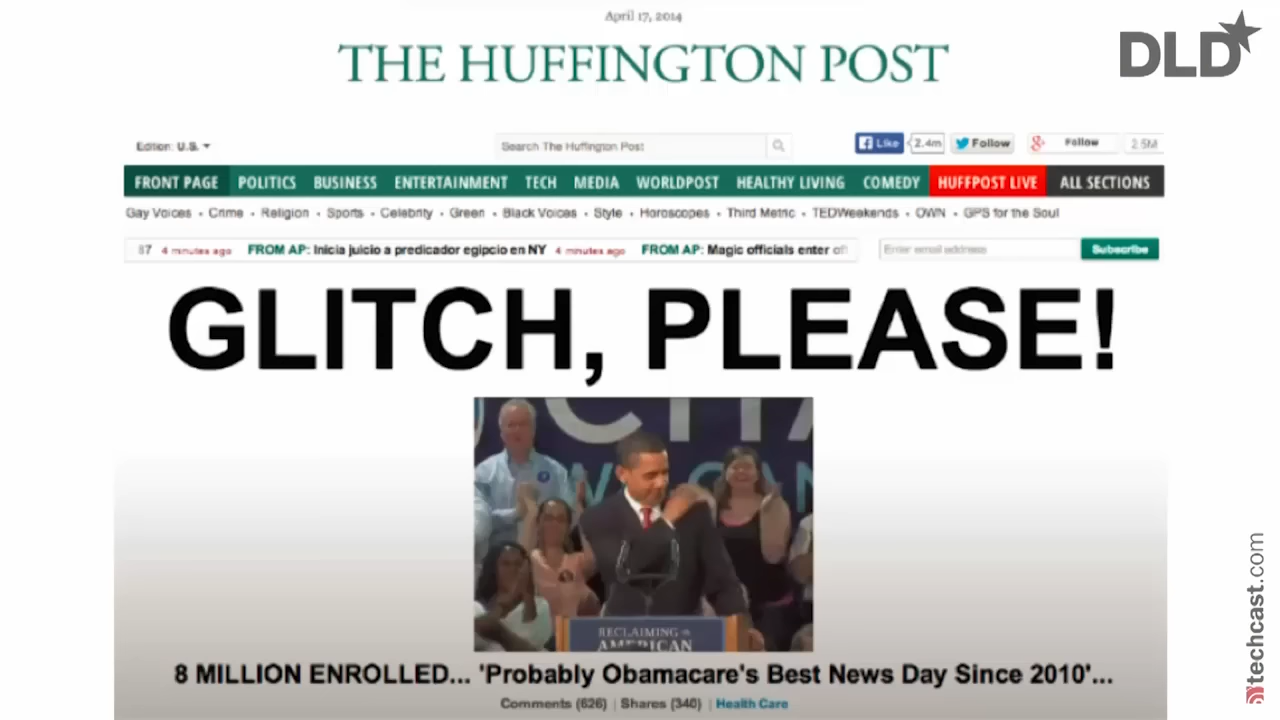 April 17, 2014
DLD
THE HUFFINGTON POST
Edition: U.S.
Search The Huffington Post
Like 2.4m
Follow
Follow 2.5M
FRONT PAGE POLITICS BUSINESS ENTERTAINMENT TECH MEDIA WORLDPOST HEALTHY LIVING COMEDY HUFFPOST LIVE ALL SECTIONS
Gay Voices • Crime • Religion • Sports • Celebrity • Green • Black Voices • Style • Horoscopes • Third Metric • TEDWeekends • OWN • GPS for the Soul
87 4 minutes ago FROM AP: Inicia juicio a predicador egipcio en NY 4 minutes ago FROM AP: Magic officials enter of
Enter email address Subscribe
GLITCH, PLEASE!
RECLAIMING the
AMERICAN
8 MILLION ENROLLED... 'Probably Obamacare's Best News Day Since 2010'...
Comments (626) | Shares (340) | Health Care
techcast.com